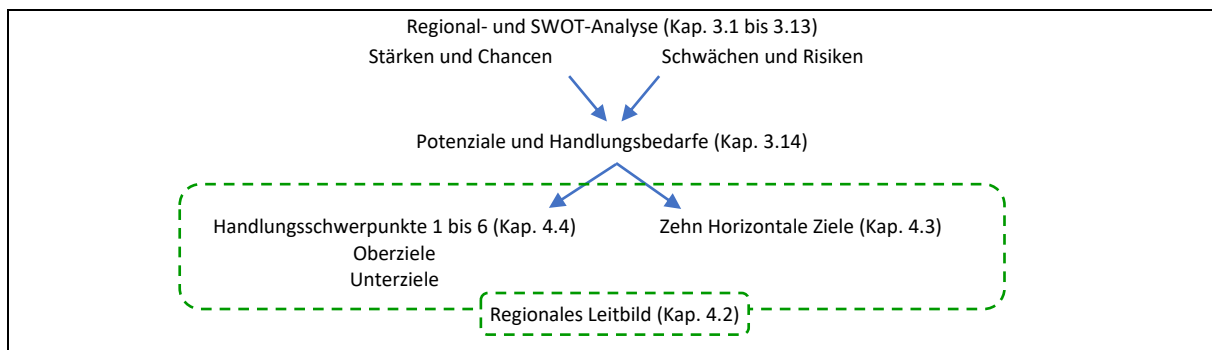 Regional- und SWOT-Analyse (Kap. 3.1 bis 3.13)
Stärken und Chancen Schwächen und Risiken
Potenziale und Handlungsbedarfe (Kap. 3.14)
Handlungsschwerpunkte 1 bis 6 (Kap. 4.4) Zehn Horizontale Ziele (Kap. 4.3)
Oberziele
Unterziele
Regionales Leitbild (Kap. 4.2)